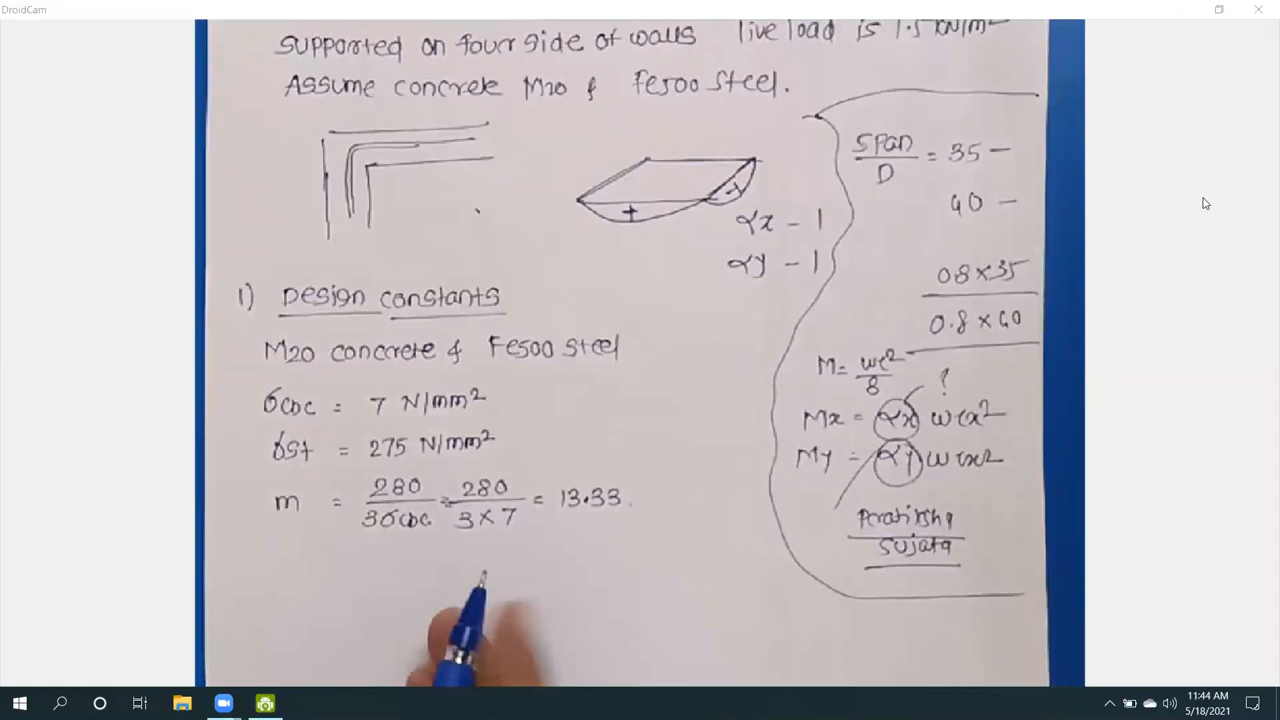 DroidCam
supported on four side of walls live load is 1.5 kN/m²
Assume concrete M20 & Fe500 steel.
Span/D = 35 —
40 —
+
αx - 1
αy - 1
0.8×35
0.8×40
1) Design constants
M20 concrete & Fe500 steel
σcbc = 7 N/mm²
σst = 275 N/mm²
m = 280/3σcbc = 280/3×7 = 13.33.
M = wl²/8
?
Mx = αx wlx²
My = αy wlx²
Sujata
11:44 AM
5/18/2021